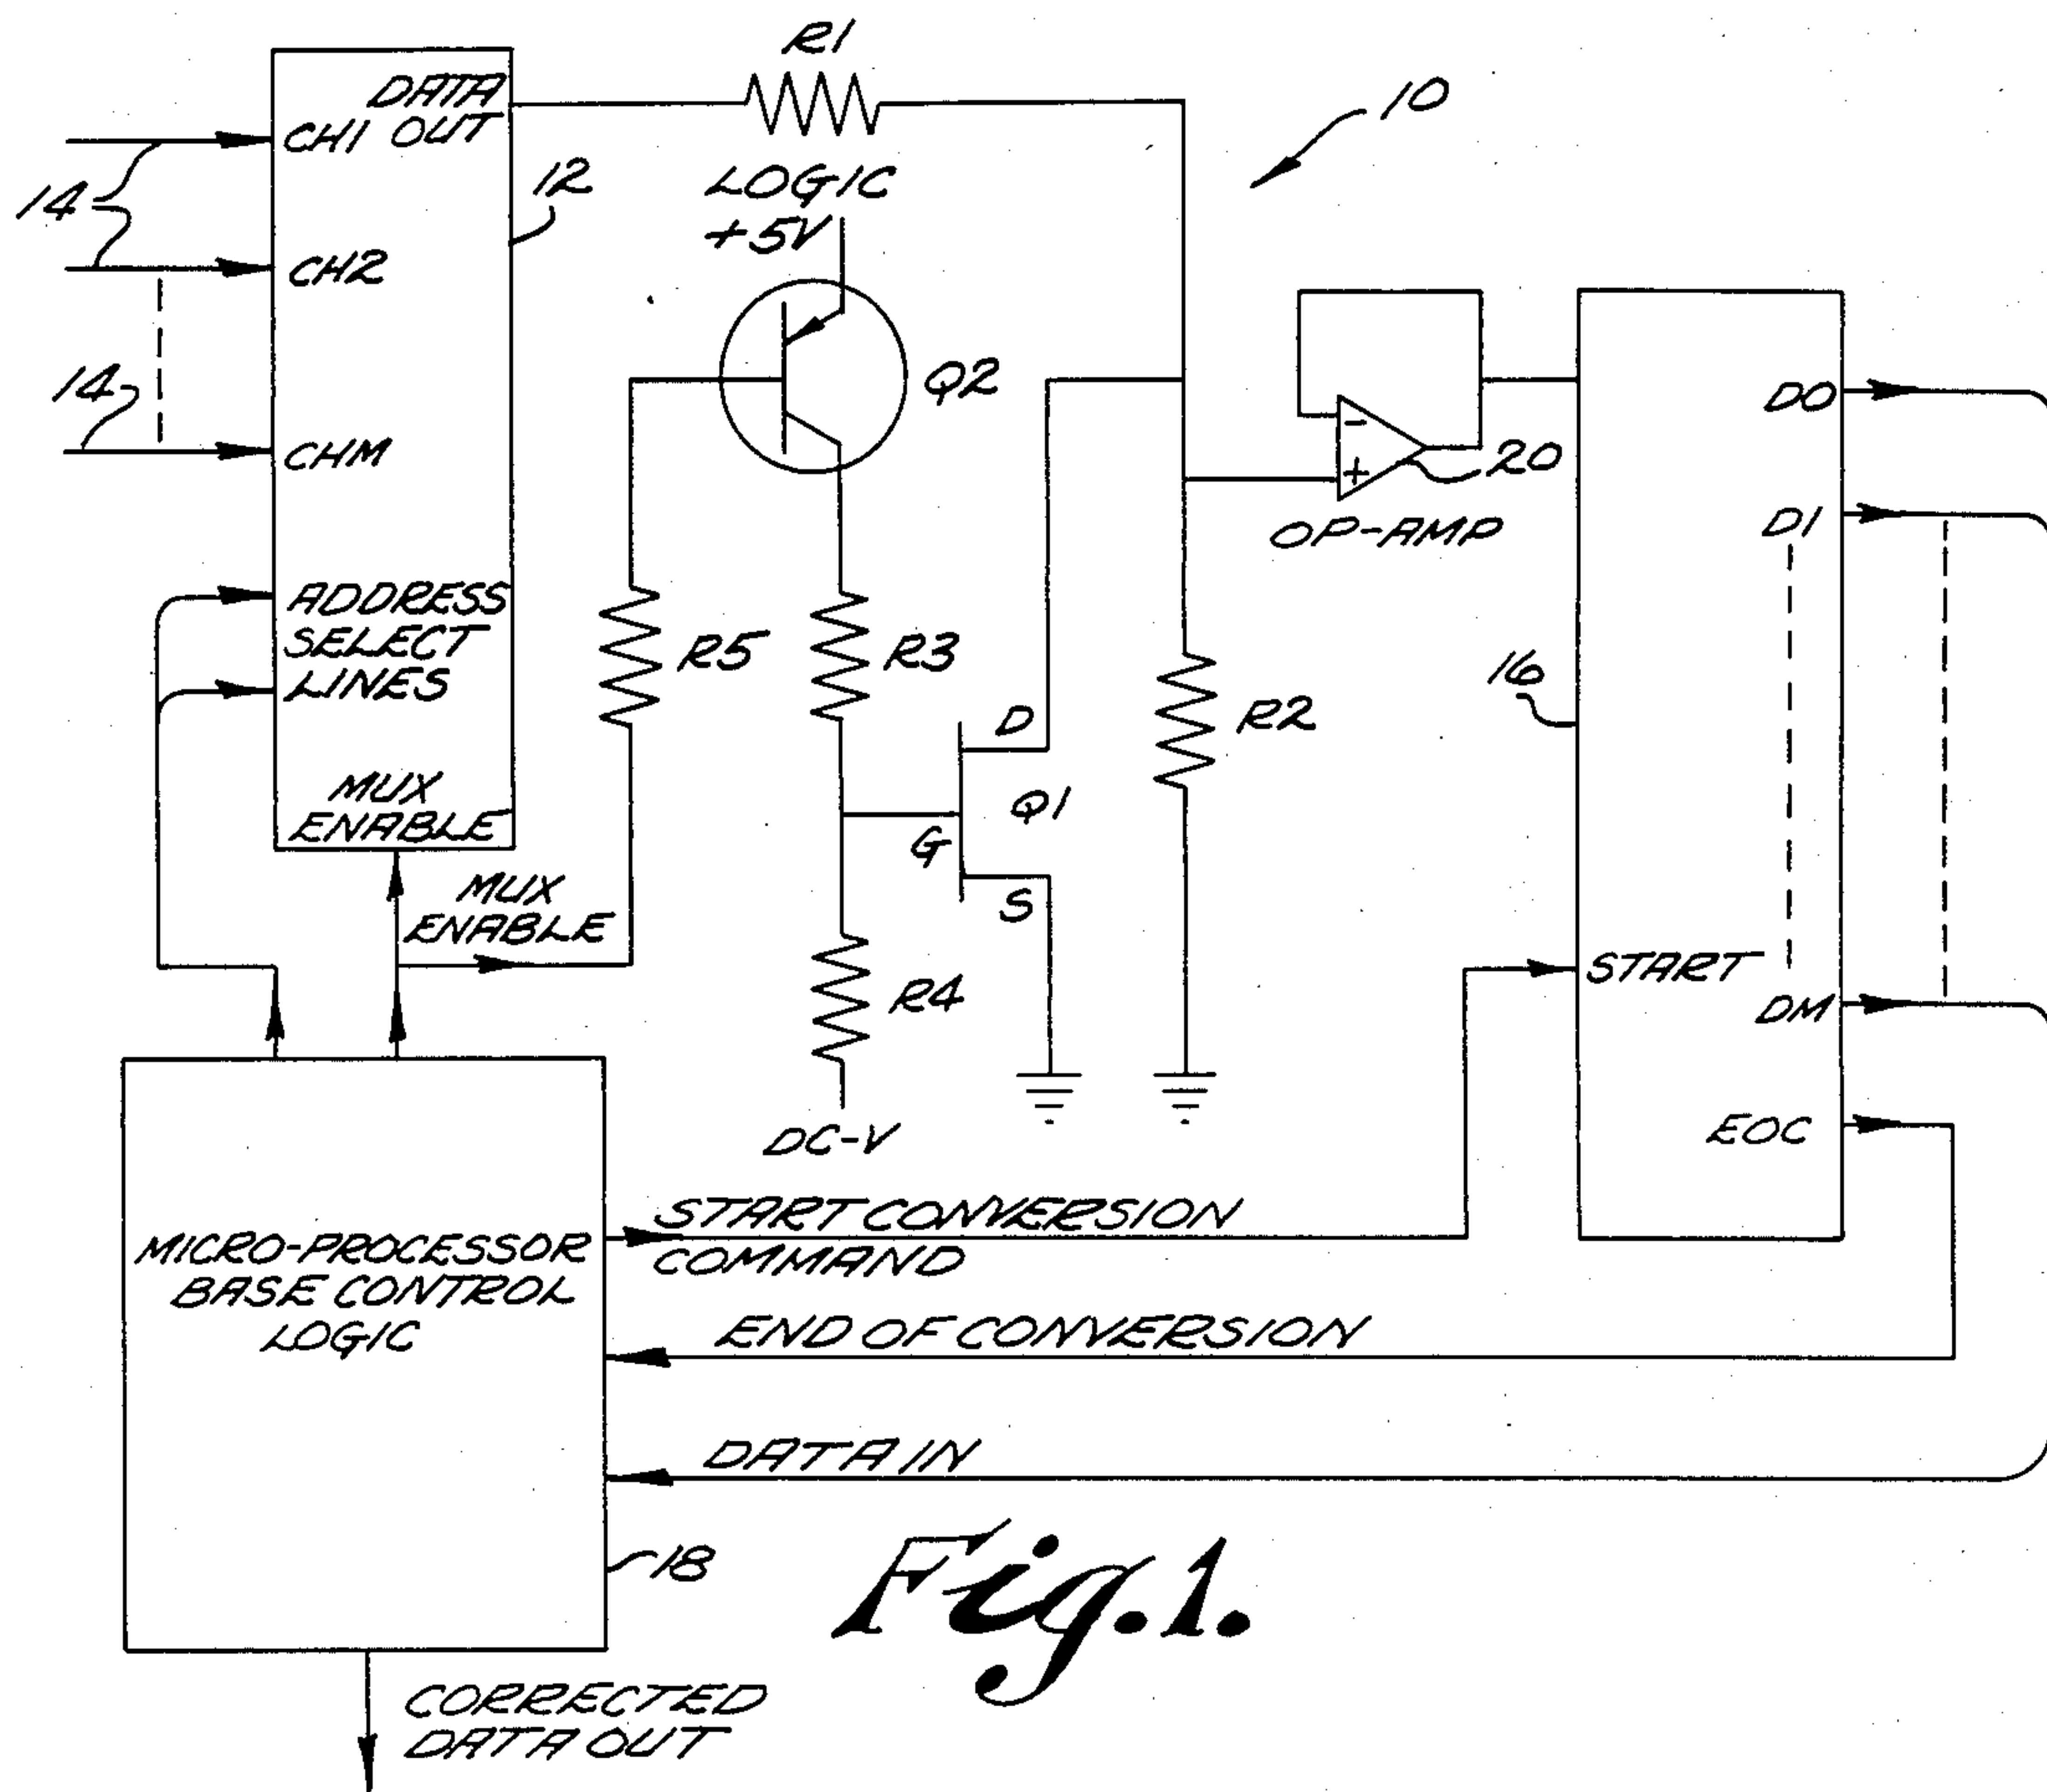 R1
10
DATA
CH1 OUT
12
14
LOGIC
+5V
CH2
Q2
14
CHM
-
+
20
OP-AMP
D0
D1
ADDRESS
SELECT
LINES
R5
R3
R2
16
D
Q1
G
S
MUX
ENABLE
MUX
ENABLE
R4
START
DM
DC-V
EOC
START CONVERSION
COMMAND
MICRO-PROCESSOR
BASE CONTROL
LOGIC
END OF CONVERSION
DATA IN
18
Fig.1.
CORRECTED
DATA OUT